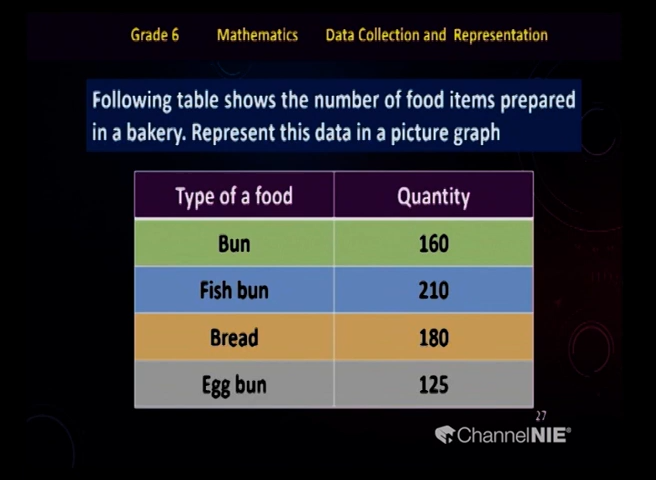 Grade 6 Mathematics Data Collection and Representation
Following table shows the number of food items prepared
in a bakery. Represent this data in a picture graph
Type of a food Quantity
Bun 160
Fish bun 210
Bread 180
Egg bun 125
27
ChannelNIE®